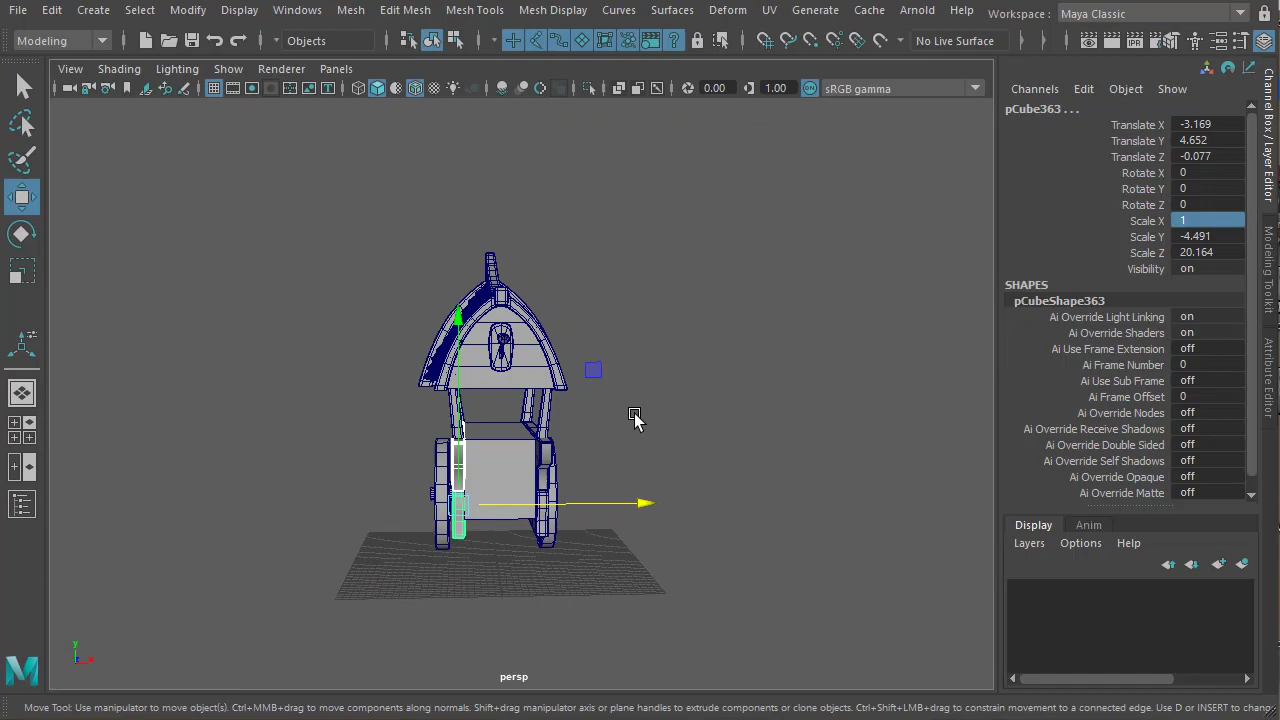 File Edit Create Select Modify Display Windows Mesh Edit Mesh Mesh Tools Mesh Display Curves Surfaces Deform UV Generate Cache Arnold Help Workspace : Maya Classic
Modeling Objects No Live Surface
View Shading Lighting Show Renderer Panels
0.00 1.00 ON sRGB gamma
Channels Edit Object Show
pCube363 . . .
Translate X -3.169
Translate Y 4.652
Translate Z -0.077
Rotate X 0
Rotate Y 0
Rotate Z 0
Scale X 1
Scale Y -4.491
Scale Z 20.164
Visibility on
SHAPES
pCubeShape363
Ai Override Light Linking on
Ai Override Shaders on
Ai Use Frame Extension off
Ai Frame Number 0
Ai Use Sub Frame off
Ai Frame Offset 0
Ai Override Nodes off
Ai Override Receive Shadows off
Ai Override Double Sided off
Ai Override Self Shadows off
Ai Override Opaque off
Ai Override Matte off
Display Anim
Layers Options Help
Channel Box / Layer Editor
Modeling Toolkit
Attribute Editor
y
x
persp
M
Move Tool: Use manipulator to move object(s). Ctrl+MMB+drag to move components along normals. Shift+drag manipulator axis or plane handles to extrude components or clone objects. Ctrl+Shift+LMB+drag to constrain movement to a connected edge. Use D or INSERT to chang